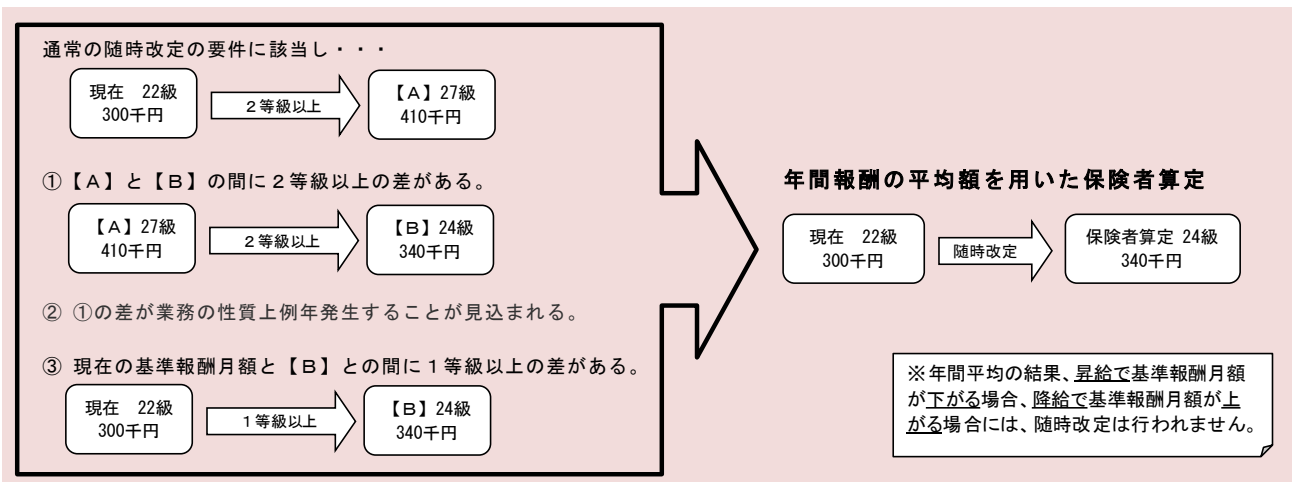 通常の随時改定の要件に該当し・・・
現在　22級
300千円
２等級以上
【Ａ】27級
410千円
①【Ａ】と【Ｂ】の間に２等級以上の差がある。
【Ａ】27級
410千円
２等級以上
【Ｂ】24級
340千円
② ①の差が業務の性質上例年発生することが見込まれる。
③ 現在の基準報酬月額と【Ｂ】との間に１等級以上の差がある。
現在　22級
300千円
１等級以上
【Ｂ】24級
340千円
年間報酬の平均額を用いた保険者算定
現在　22級
300千円
随時改定
保険者算定 24級
340千円
※年間平均の結果、昇給で基準報酬月額
が下がる場合、降給で基準報酬月額が上
がる場合には、随時改定は行われません。